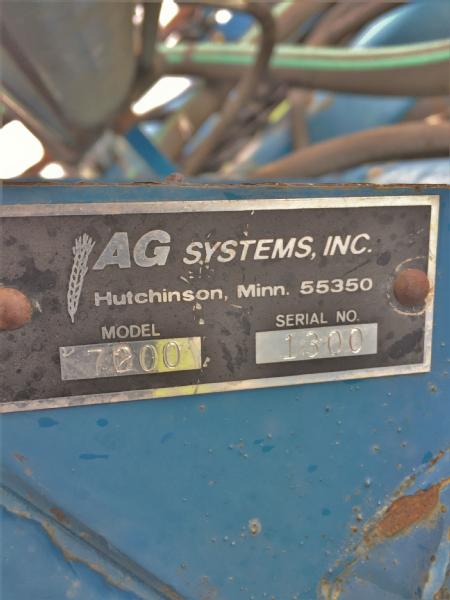 AG SYSTEMS, INC.
Hutchinson, Minn. 55350
MODEL SERIAL NO.
7200 1300